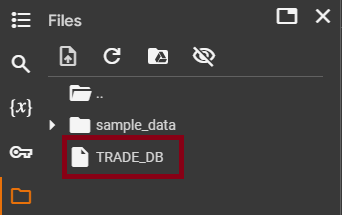 Files
{x}
..
sample_data
TRADE_DB